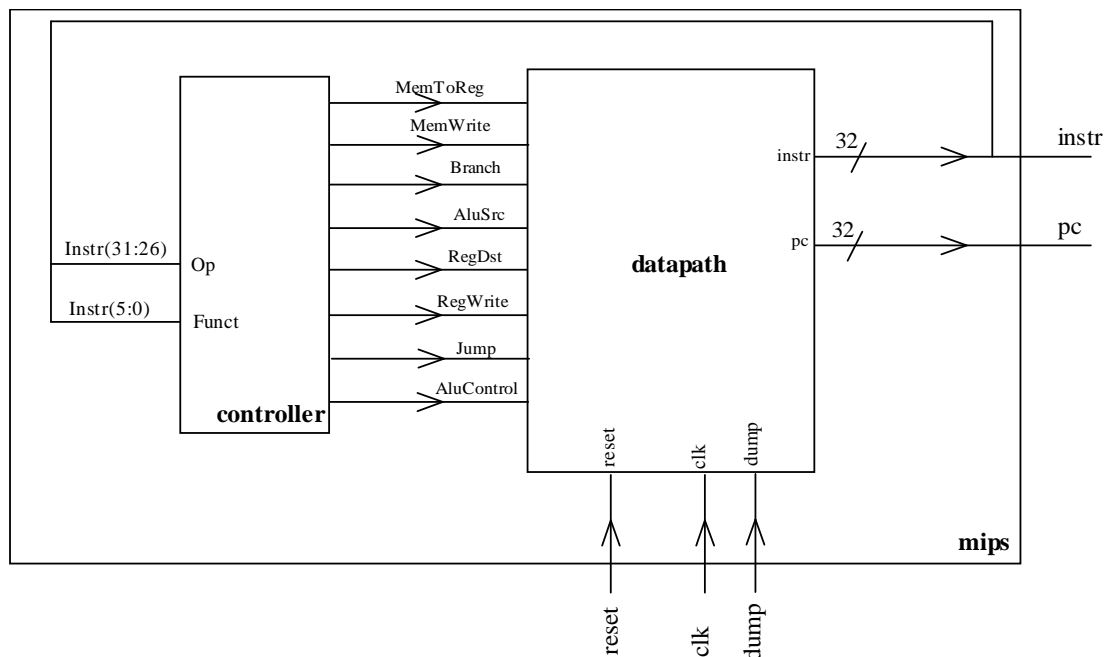 MemToReg
MemWrite
Branch
AluSrc
RegDst
RegWrite
Jump
AluControl
Instr(31:26)
Op
Instr(5:0)
Funct
controller
datapath
instr
32
instr
pc
32
pc
reset
clk
dump
mips
reset
clk
dump